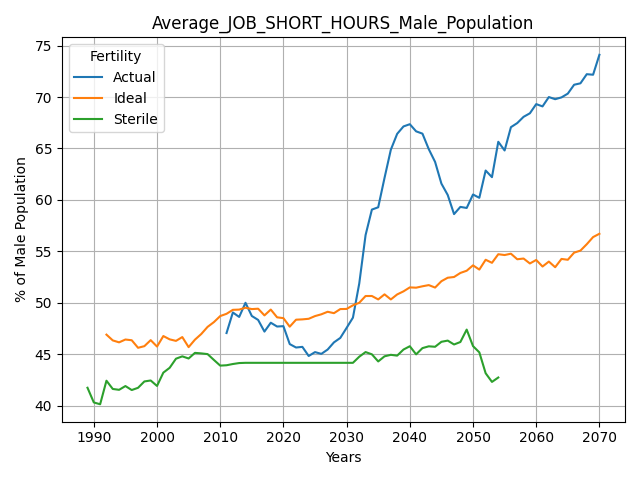 Average_JOB_SHORT_HOURS_Male_Population
Fertility
Actual
Ideal
Sterile
% of Male Population
75
70
65
60
55
50
45
40
1990 2000 2010 2020 2030 2040 2050 2060 2070
Years